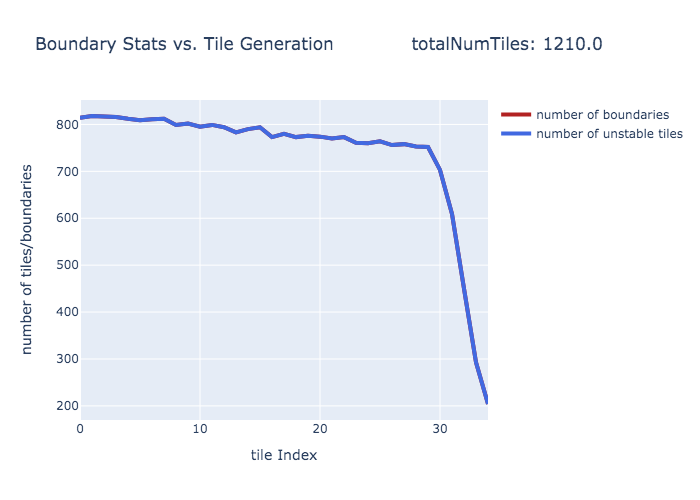 Boundary Stats vs. Tile Generation totalNumTiles: 1210.0
number of boundaries
number of unstable tiles
number of tiles/boundaries
800
700
600
500
400
300
200
0 10 20 30
tile Index